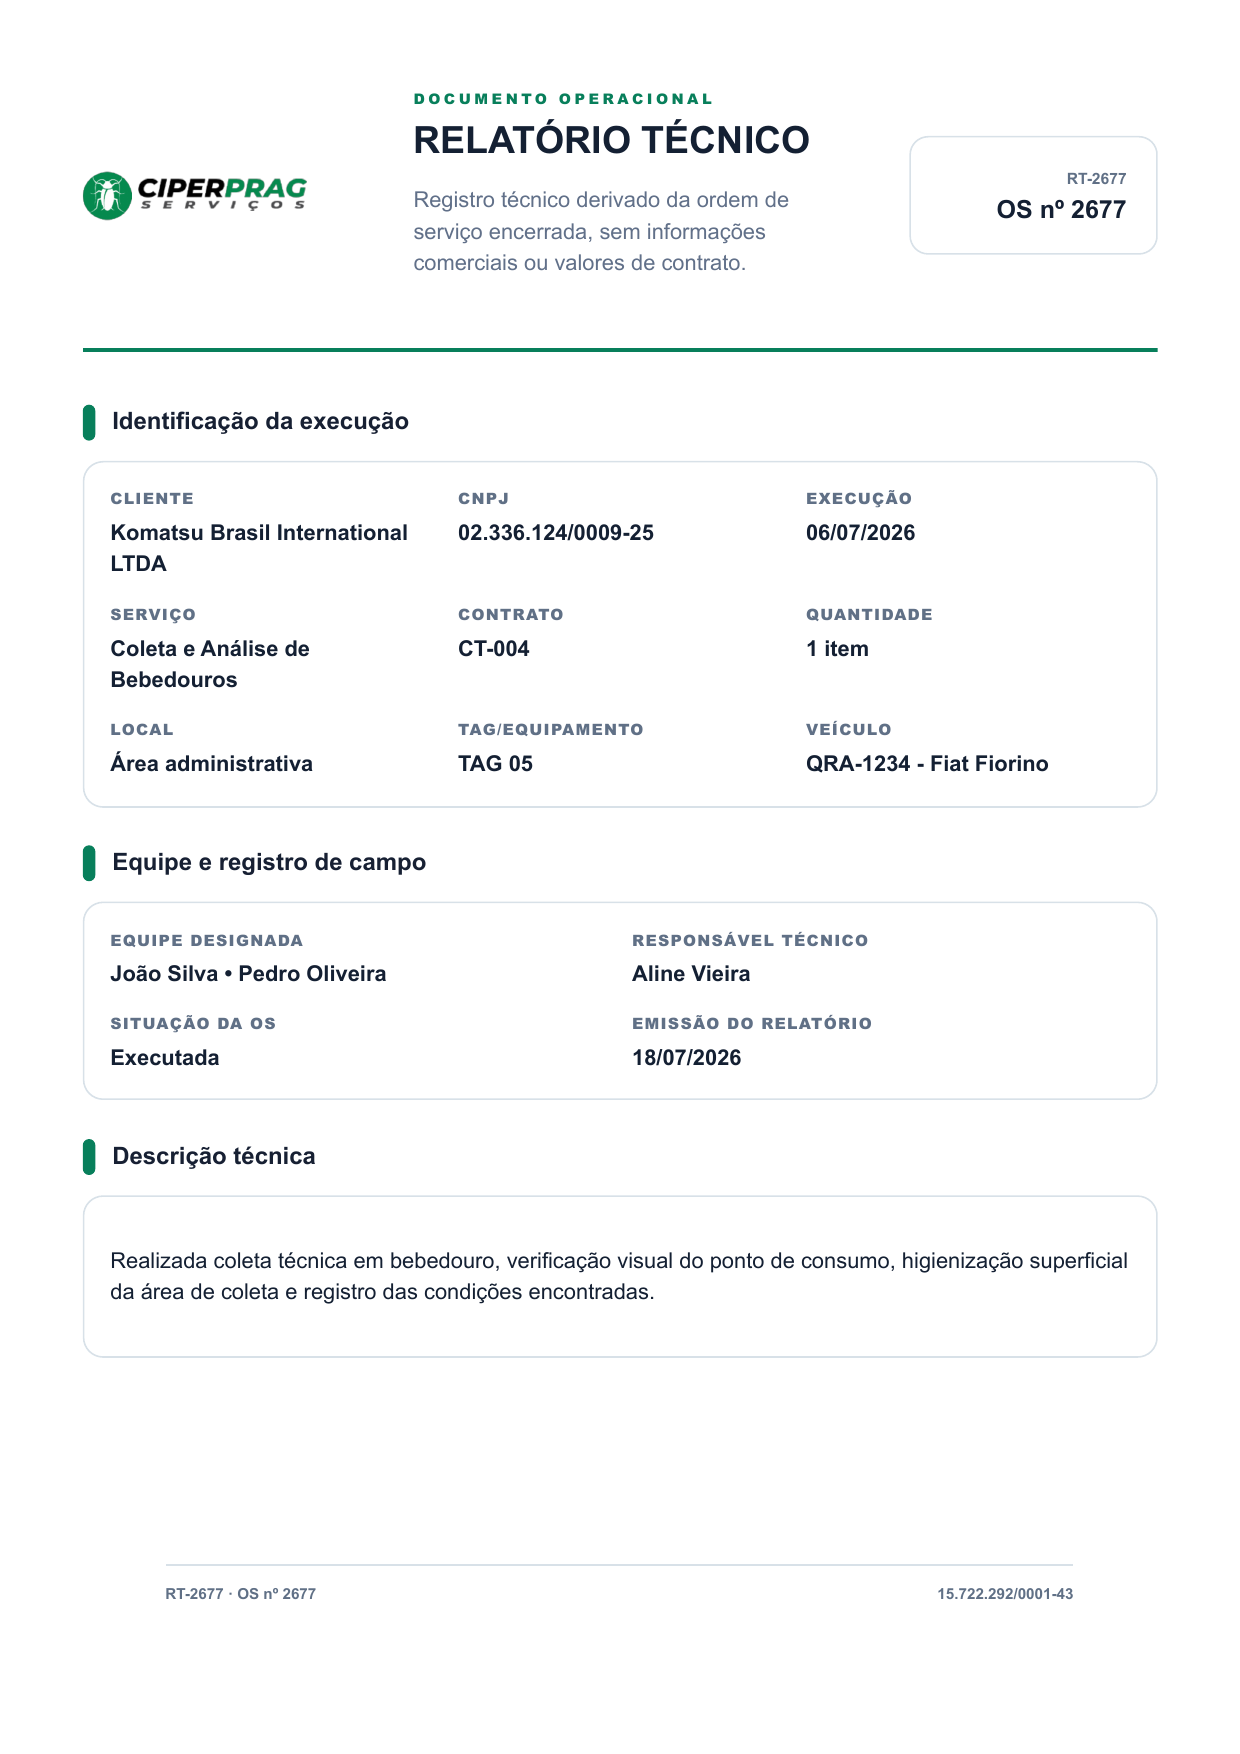 CIPERPRAG
SERVIÇOS
DOCUMENTO OPERACIONAL
RELATÓRIO TÉCNICO
Registro técnico derivado da ordem de
serviço encerrada, sem informações
comerciais ou valores de contrato.
RT-2677
OS nº 2677
Identificação da execução
CLIENTE
Komatsu Brasil International
LTDA
CNPJ
02.336.124/0009-25
EXECUÇÃO
06/07/2026
SERVIÇO
Coleta e Análise de
Bebedouros
CONTRATO
CT-004
QUANTIDADE
1 item
LOCAL
Área administrativa
TAG/EQUIPAMENTO
TAG 05
VEÍCULO
QRA-1234 - Fiat Fiorino
Equipe e registro de campo
EQUIPE DESIGNADA
João Silva • Pedro Oliveira
RESPONSÁVEL TÉCNICO
Aline Vieira
SITUAÇÃO DA OS
Executada
EMISSÃO DO RELATÓRIO
18/07/2026
Descrição técnica
Realizada coleta técnica em bebedouro, verificação visual do ponto de consumo, higienização superficial
da área de coleta e registro das condições encontradas.
RT-2677 · OS nº 2677
15.722.292/0001-43